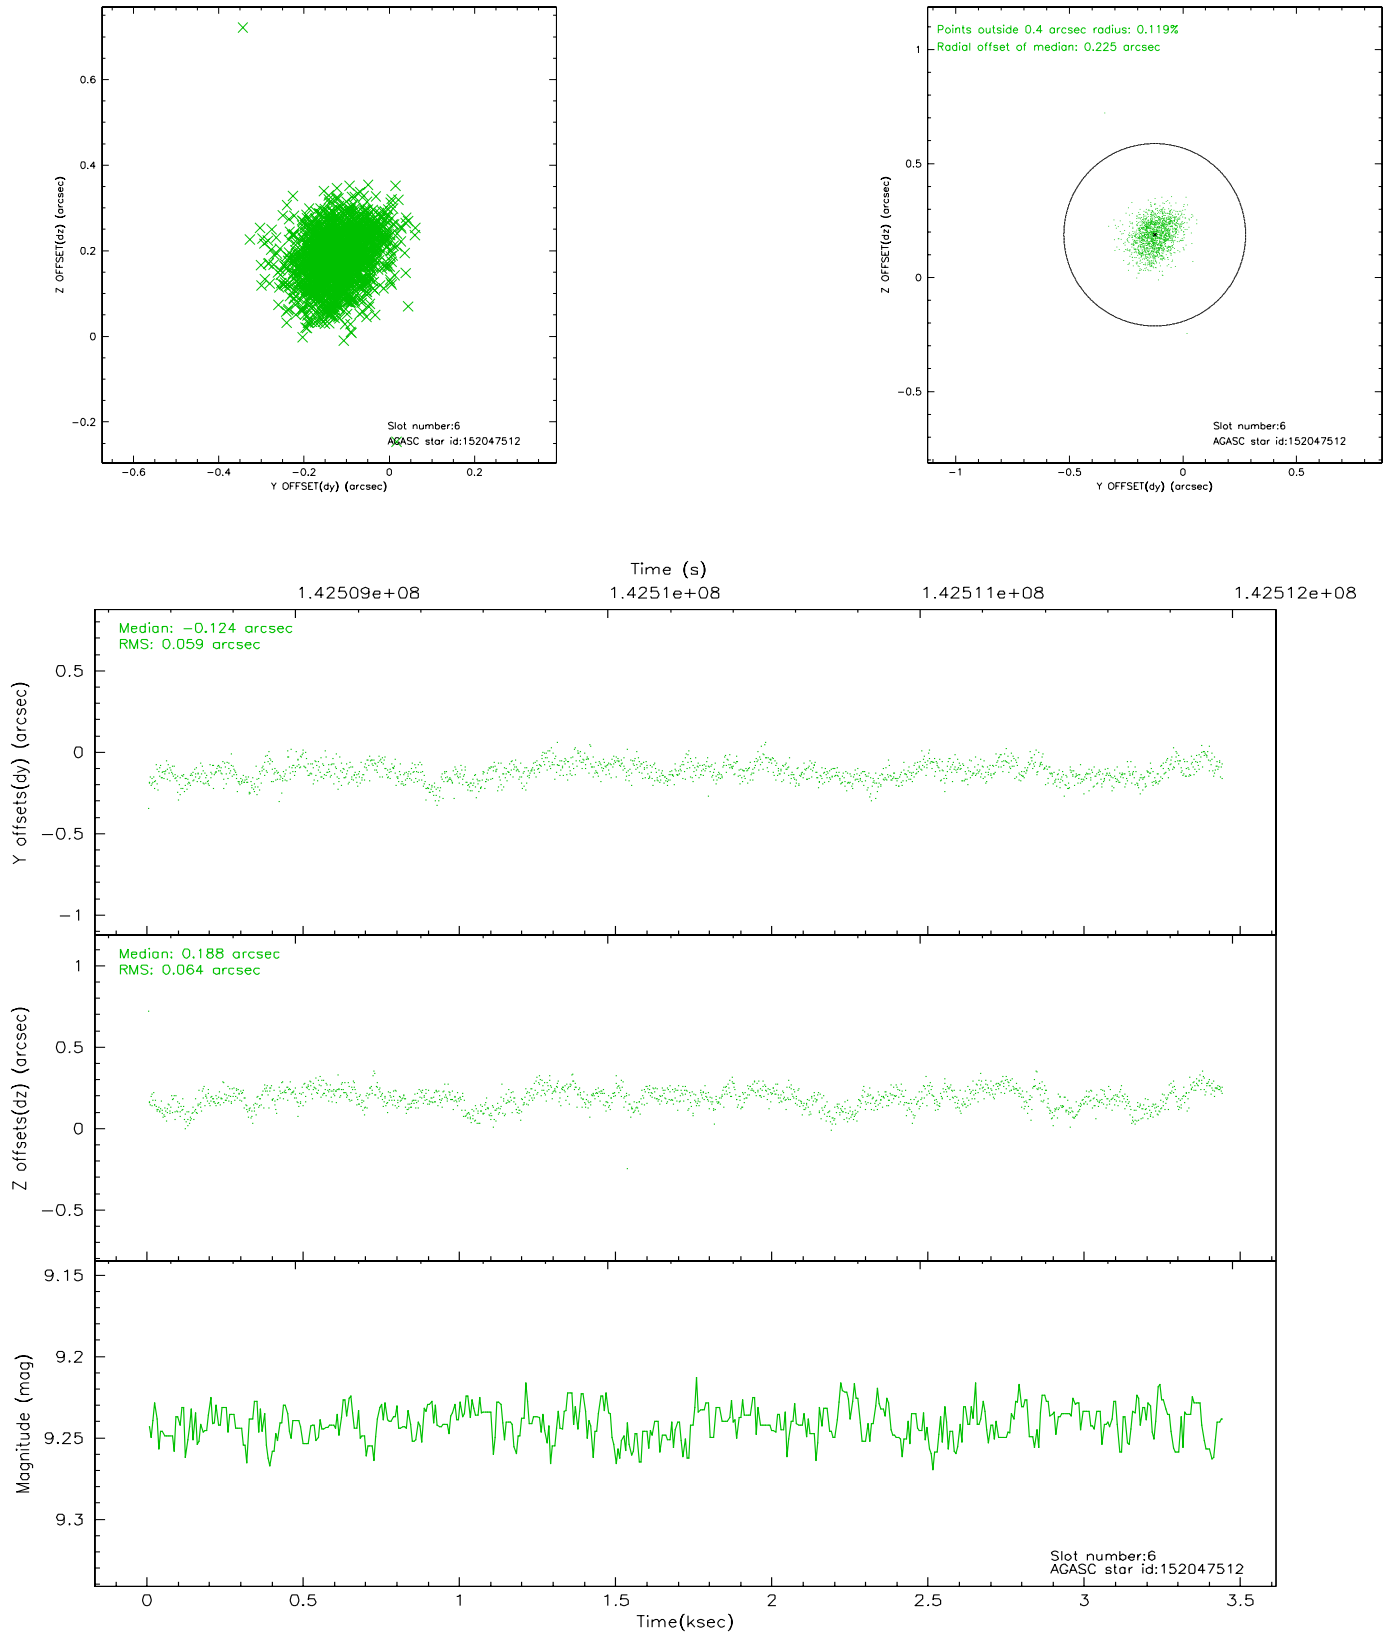 0.6
0.4
0.2
0
−0.2
Z OFFSET(dz) (arcsec)
Slot number:6
AGASC star id:152047512
−0.6 −0.4 −0.2 0 0.2
Y OFFSET(dy) (arcsec)
Points outside 0.4 arcsec radius: 0.119%
Radial offset of median: 0.225 arcsec
1
0.5
0
−0.5
Z OFFSET(dz) (arcsec)
Slot number:6
AGASC star id:152047512
−1 −0.5 0 0.5
Y OFFSET(dy) (arcsec)
Time (s)
1.42509e+08 1.4251e+08 1.42511e+08 1.42512e+08
Median: −0.124 arcsec
RMS: 0.059 arcsec
0.5
0
−0.5
−1
Y offsets(dy) (arcsec)
Median: 0.188 arcsec
RMS: 0.064 arcsec
1
0.5
0
−0.5
Z offsets(dz) (arcsec)
9.15
9.2
9.25
9.3
Magnitude (mag)
Slot number:6
AGASC star id:152047512
0 0.5 1 1.5 2 2.5 3 3.5
Time(ksec)